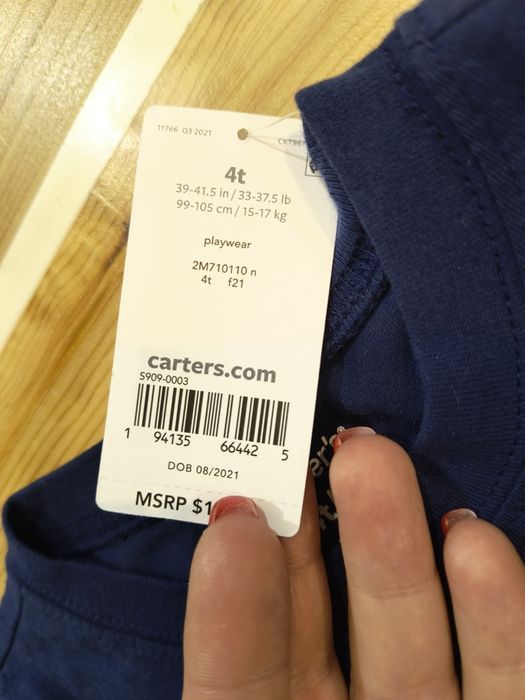 11766 Q3 2021
4t
39-41.5 in / 33-37.5 lb
99-105 cm / 15-17 kg
playwear
2M710110 n
4t f21
carters.com
S909-0003
1 94135 66442 5
DOB 08/2021
MSRP $1